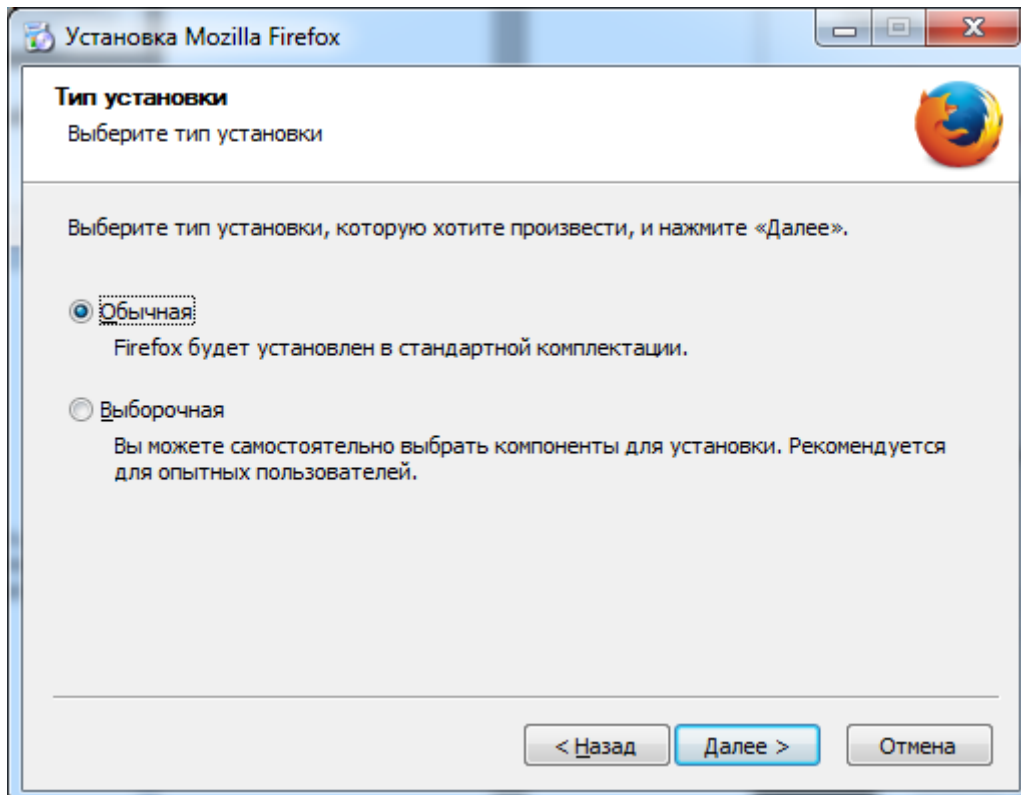 Установка Mozilla Firefox
Тип установки
Выберите тип установки
Выберите тип установки, которую хотите произвести, и нажмите «Далее».
Обычная
Firefox будет установлен в стандартной комплектации.
Выборочная
Вы можете самостоятельно выбрать компоненты для установки. Рекомендуется
для опытных пользователей.
< Назад
Далее >
Отмена